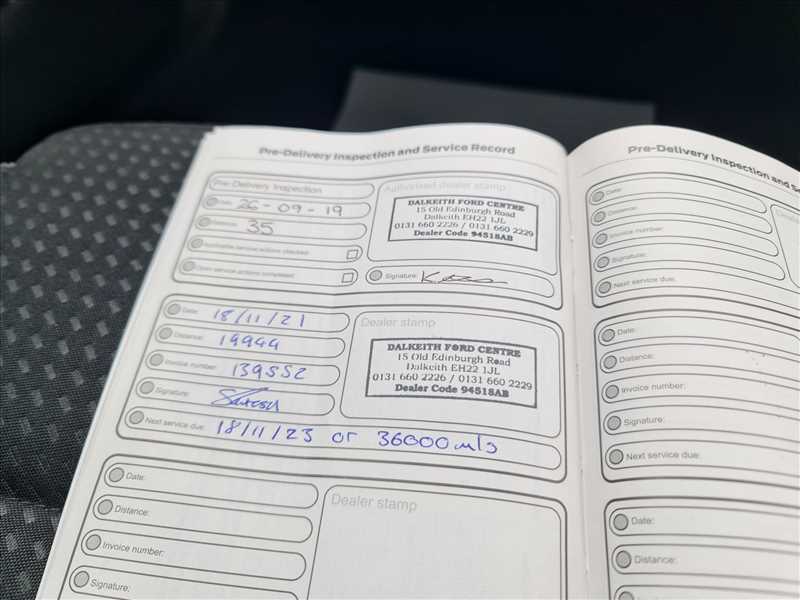 Pre-Delivery Inspection and Service Record
Pre-Delivery Inspection
Date: 26-09-19
35
Open service actions completed:
Authorised dealer stamp
DALKEITH FORD CENTRE
15 Old Edinburgh Road
Dalkeith EH22 1JL
0131 660 2226 / 0131 660 2229
Dealer Code 94518AB
Signature:
Date: 18/11/21
Distance: 19944
Invoice number: 139552
Signature:
Next service due: 18/11/23 or 36000 mls
Dealer stamp
DALKEITH FORD CENTRE
15 Old Edinburgh Road
Dalkeith EH22 1JL
0131 660 2226 / 0131 660 2229
Dealer Code 94518AB
Date:
Distance:
Invoice number:
Signature:
Dealer stamp
Pre-Delivery Inspection and Se
Date:
Distance:
Invoice number:
Signature:
Next service due:
Date:
Distance:
Invoice number:
Signature:
Next service due:
Date:
Distance: